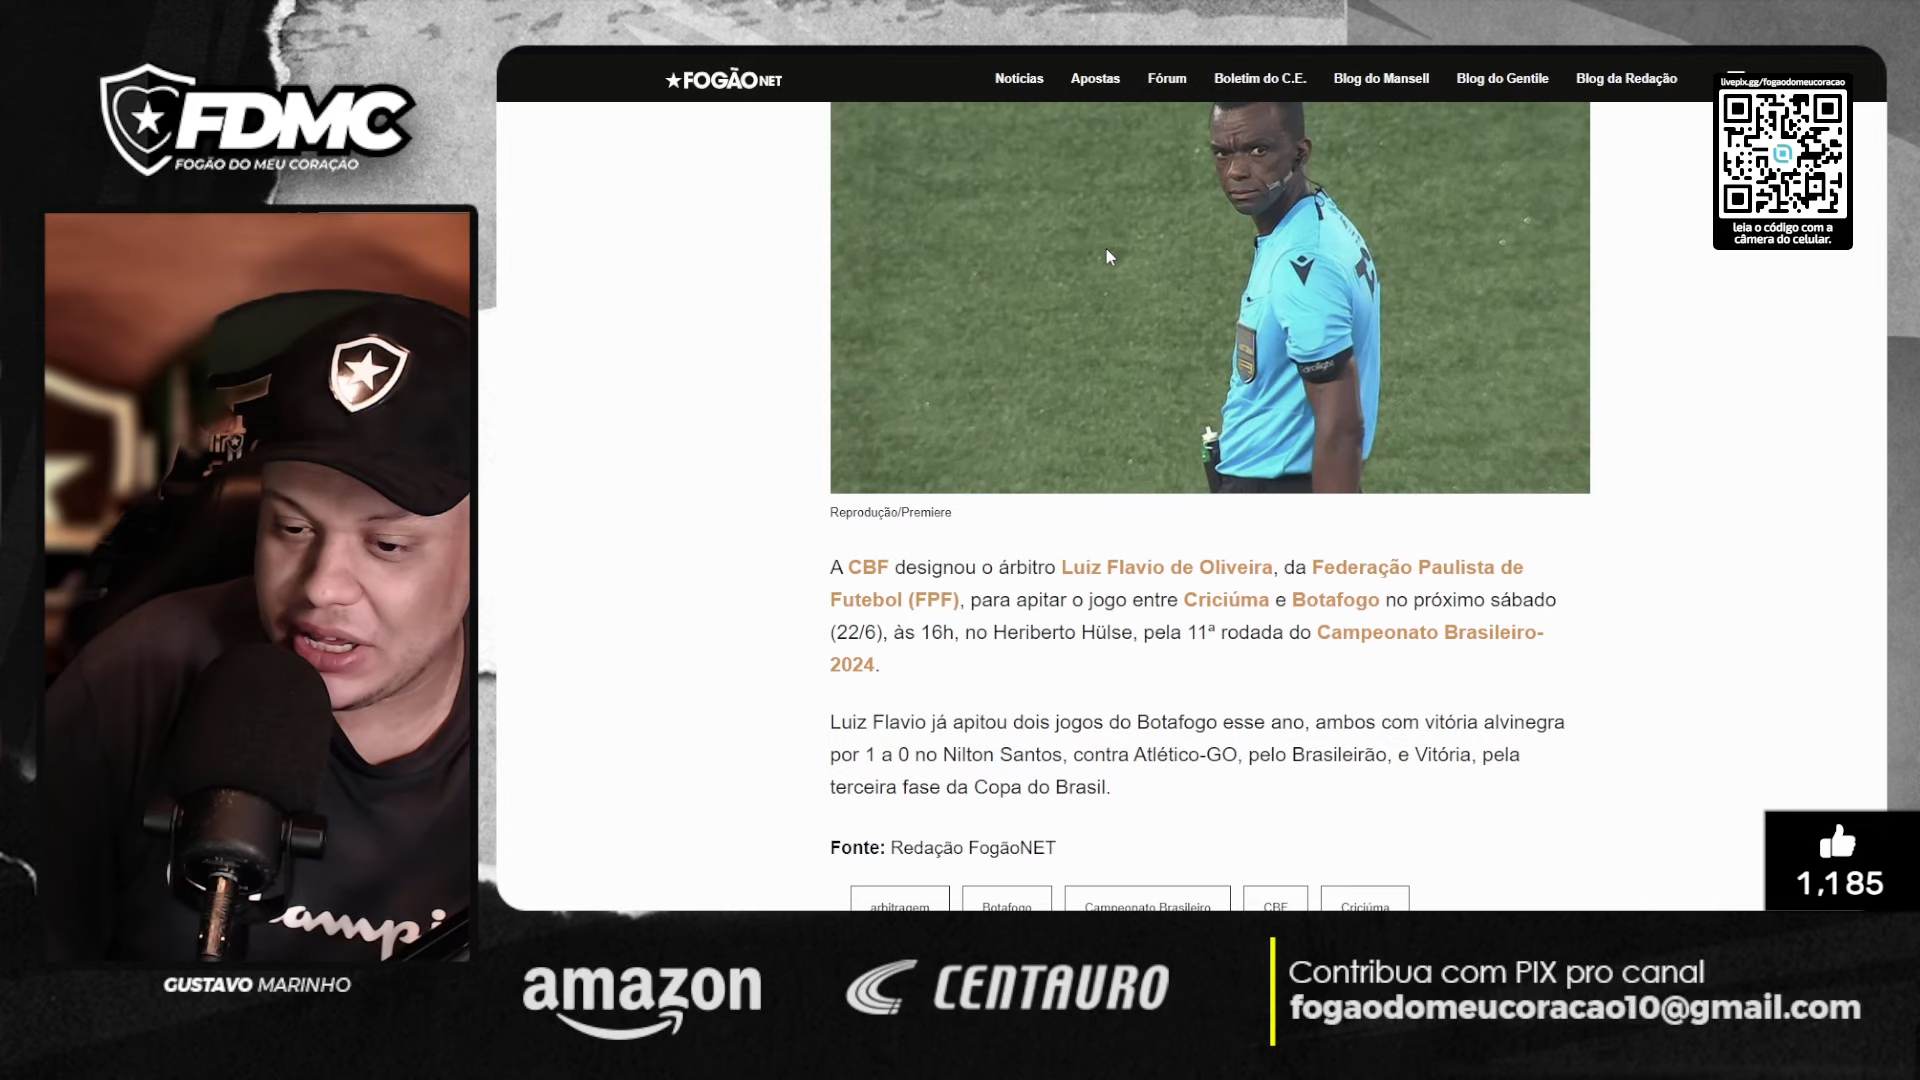 FDMC
FOGÃO DO MEU CORAÇÃO
FOGÃONET
Notícias Apostas Fórum Boletim do C.E. Blog do Mansell Blog do Gentile Blog da Redação
livepix.gg/fogaodomeucoracao
leia o código com a
câmera do celular.
Reprodução/Premiere
A CBF designou o árbitro Luiz Flavio de Oliveira, da Federação Paulista de
Futebol (FPF), para apitar o jogo entre Criciúma e Botafogo no próximo sábado
(22/6), às 16h, no Heriberto Hülse, pela 11ª rodada do Campeonato Brasileiro-
2024.
Luiz Flavio já apitou dois jogos do Botafogo esse ano, ambos com vitória alvinegra
por 1 a 0 no Nilton Santos, contra Atlético-GO, pelo Brasileirão, e Vitória, pela
terceira fase da Copa do Brasil.
Fonte: Redação FogãoNET
arbitragem Botafogo Campeonato Brasileiro CBF Criciúma
1,185
ampi
GUSTAVO MARINHO
amazon
CENTAURO
Contribua com PIX pro canal
fogaodomeucoracao10@gmail.com